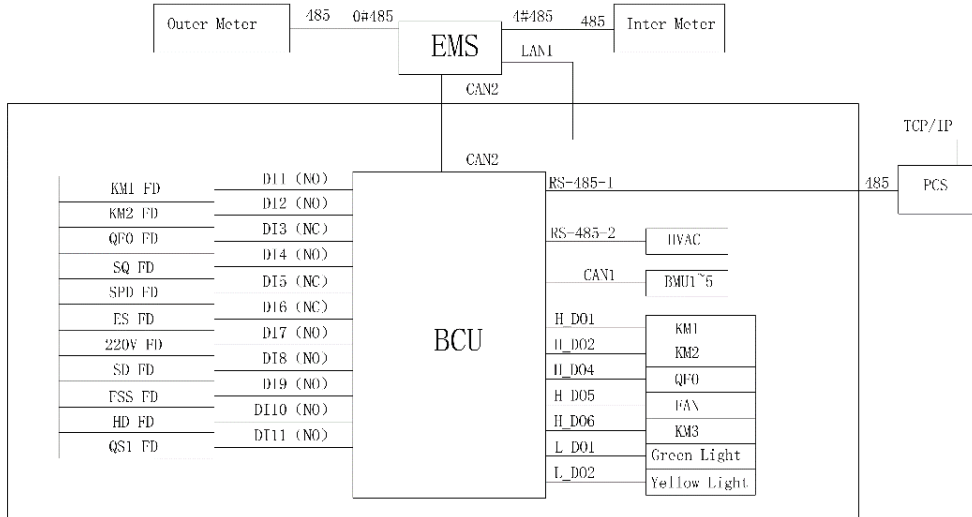 Outer Meter
485
0#485
EMS
4#485
485
Inter Meter
LAN1
CAN2
TCP/IP
CAN2
KM1 FD
KM2 FD
QF0 FD
SQ FD
SPD FD
ES FD
220V FD
SD FD
FSS FD
HD FD
QS1 FD
DI1 (NO)
DI2 (NO)
DI3 (NC)
DI4 (NO)
DI5 (NC)
DI6 (NC)
DI7 (NO)
DI8 (NO)
DI9 (NO)
DI10 (NO)
DI11 (NO)
BCU
RS-485-1
485
PCS
RS-485-2
HVAC
CAN1
BMU1~5
H_DO1
KM1
H_DO2
KM2
H_DO4
QF0
H_DO5
FAN
H_DO6
KM3
L_DO1
Green Light
L_DO2
Yellow Light